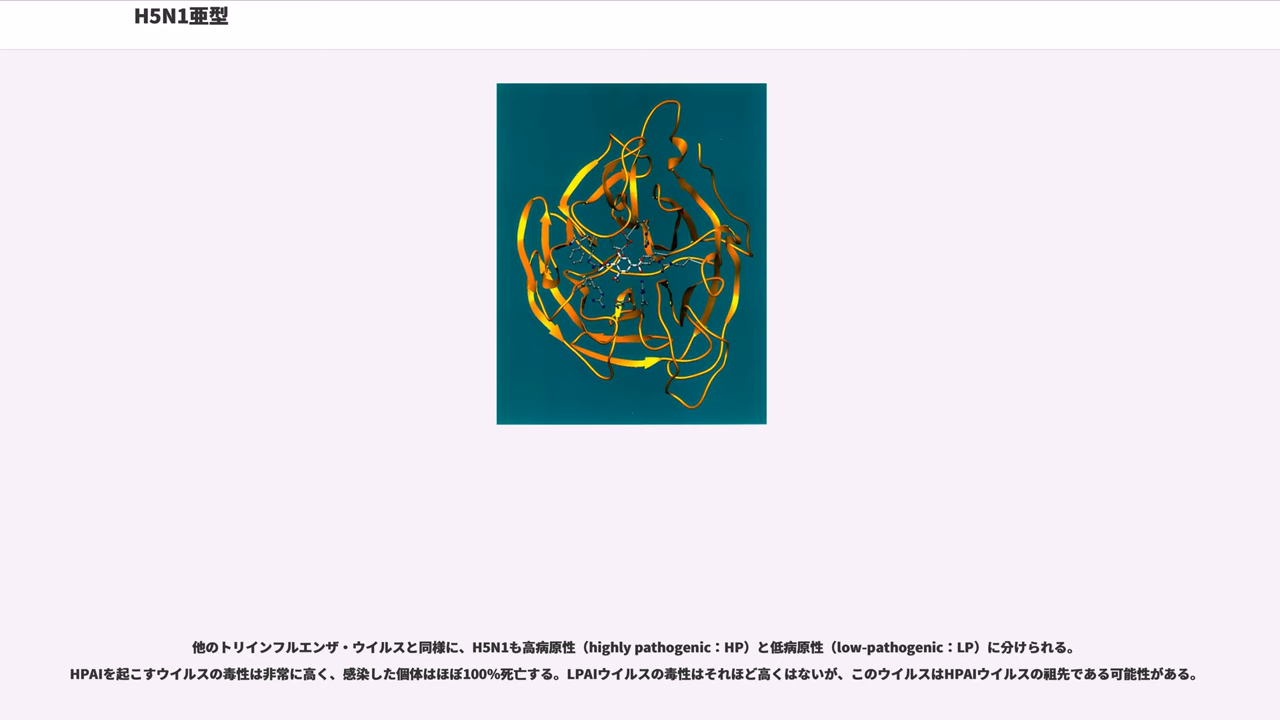 H5N1亜型
他のトリインフルエンザ・ウイルスと同様に、H5N1も高病原性（highly pathogenic：HP）と低病原性（low-pathogenic：LP）に分けられる。
HPAIを起こすウイルスの毒性は非常に高く、感染した個体はほぼ100%死亡する。LPAIウイルスの毒性はそれほど高くはないが、このウイルスはHPAIウイルスの祖先である可能性がある。